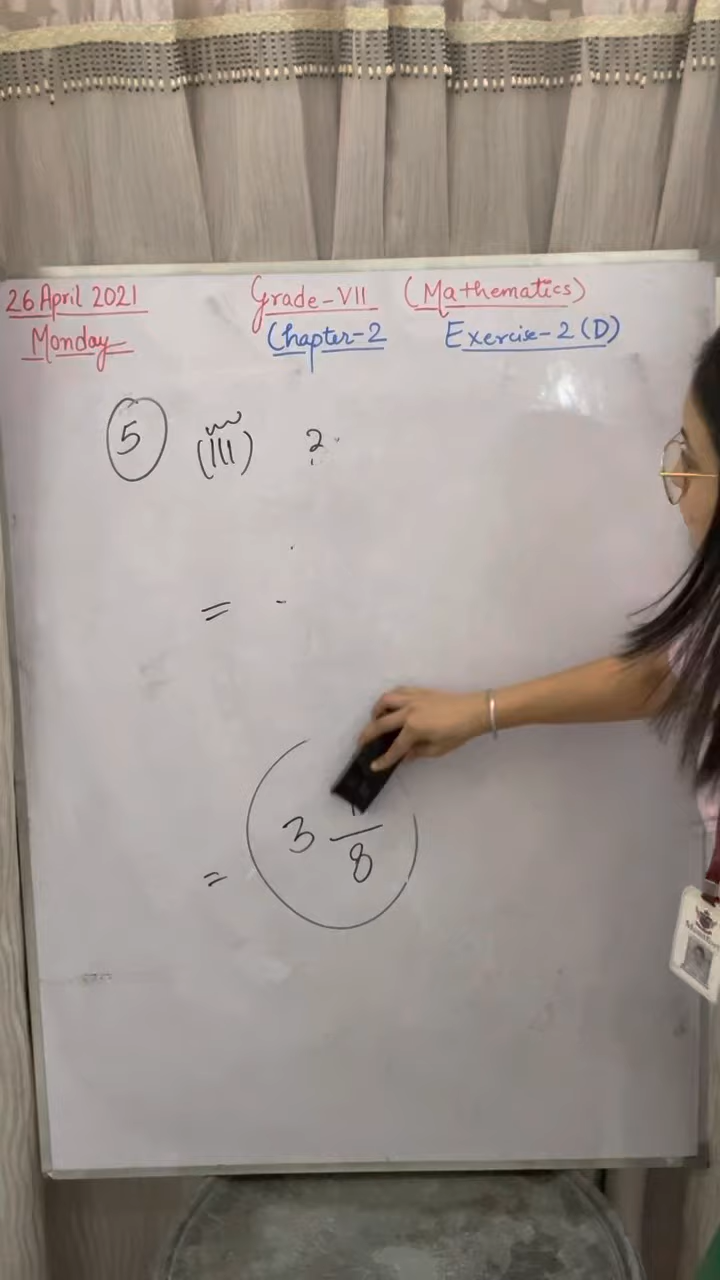 26 April 2021 Grade-VII (Mathematics)
Monday Chapter-2 Exercise-2 (D)
5 (iii) 2
= -
= 3 /8